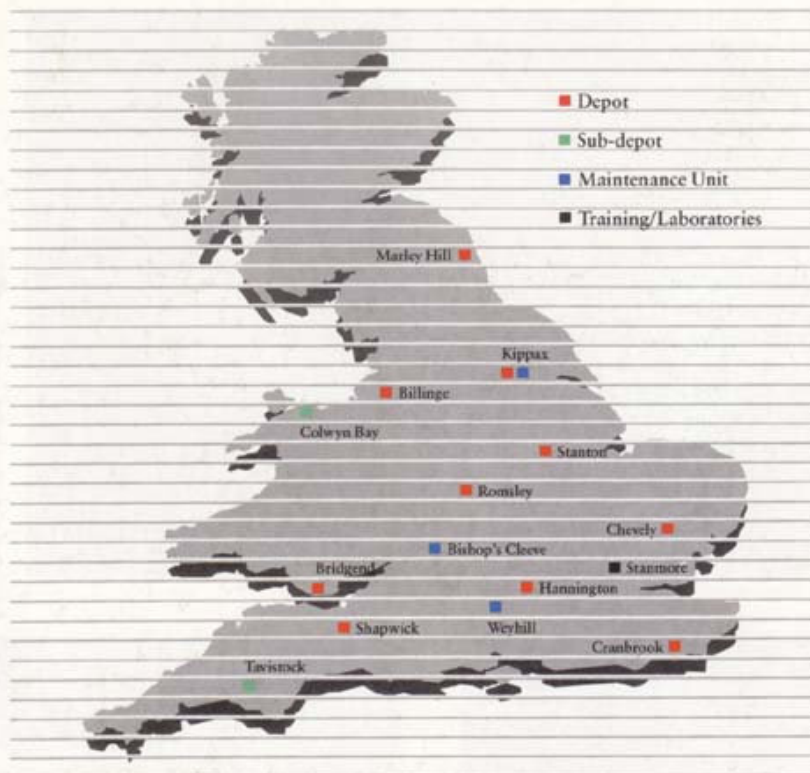 Depot
Sub-depot
Maintenance Unit
Training/Laboratories
Marley Hill
Kippax
Billinge
Colwyn Bay
Stanton
Romsley
Chevely
Bishop's Cleeve
Stanmore
Bridgend
Hannington
Shapwick
Weyhill
Cranbrook
Tavistock